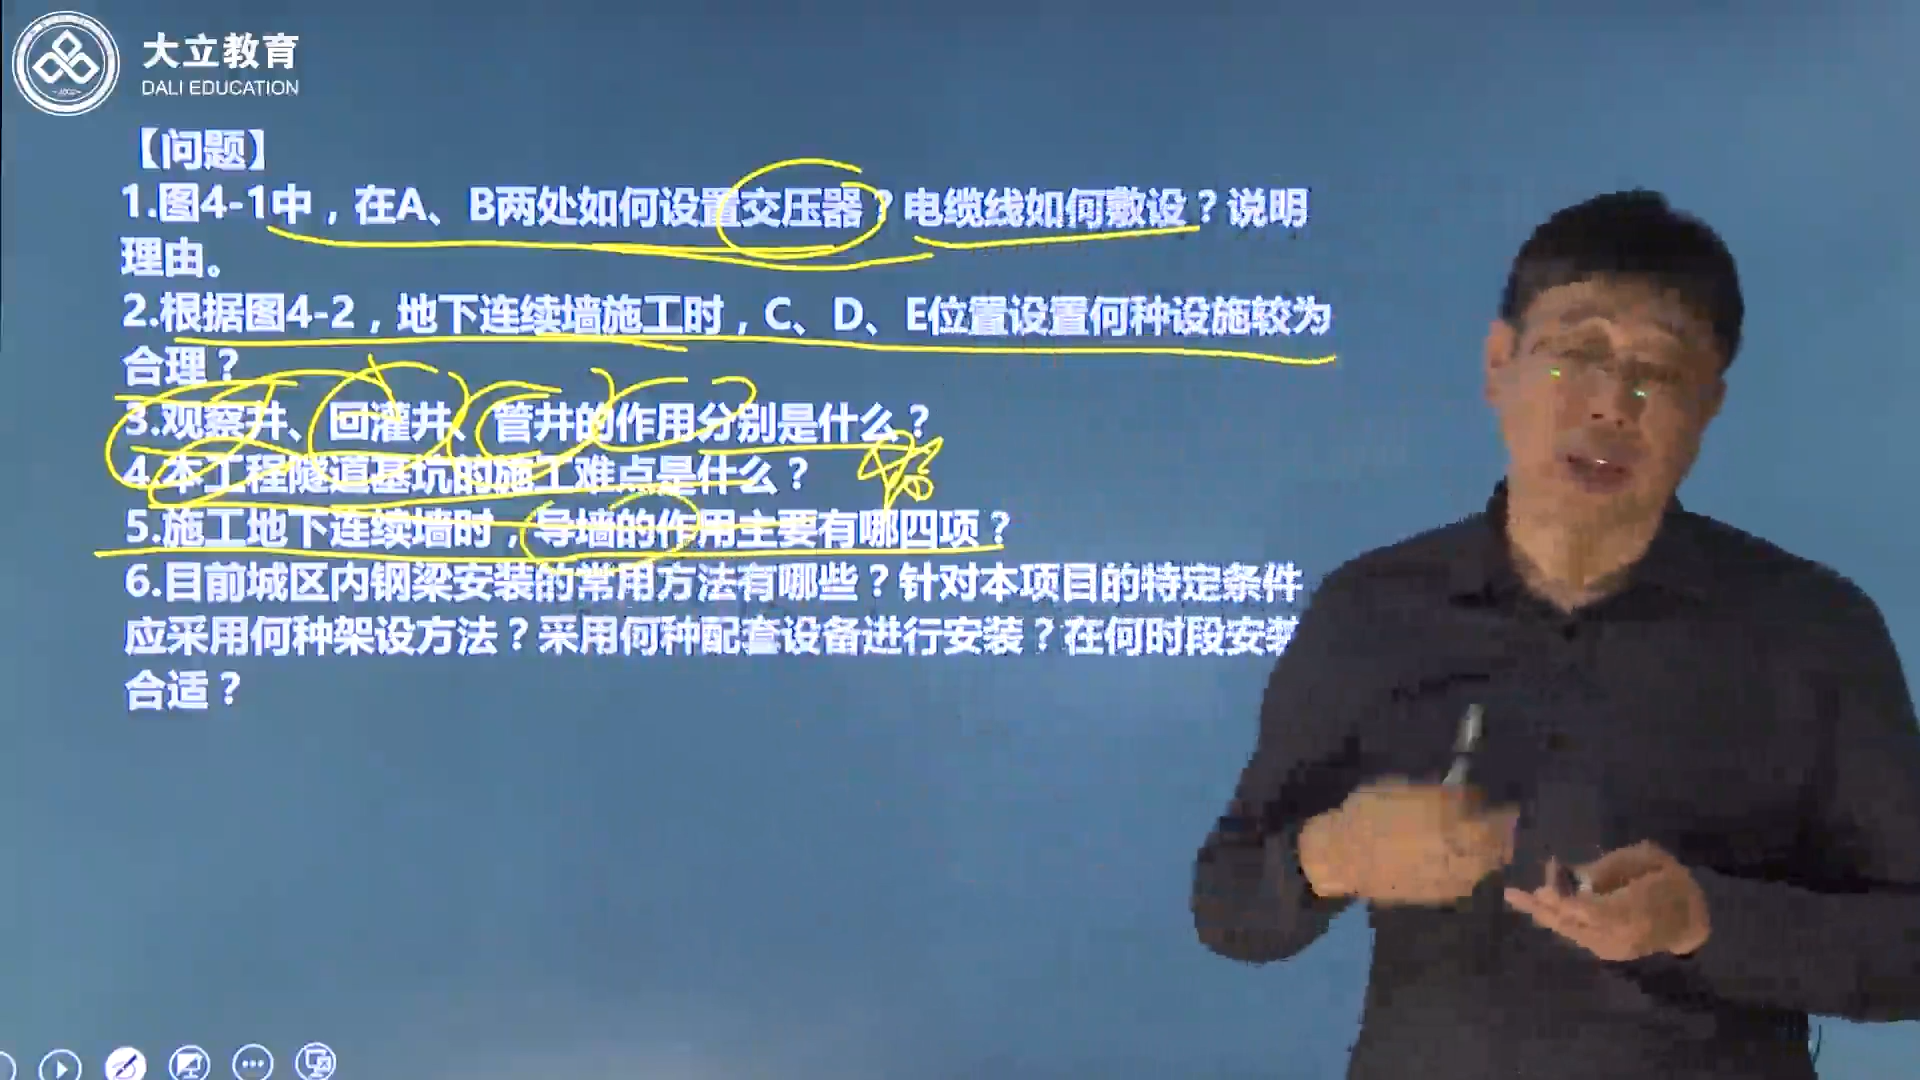 大立教育
DALI EDUCATION
【问题】
1.图4-1中，在A、B两处如何设置交压器？电缆线如何敷设？说明
理由。
2.根据图4-2，地下连续墙施工时，C、D、E位置设置何种设施较为
合理？
3.观察井、回灌井、管井的作用分别是什么？
4.本工程隧道基坑的施工难点是什么？
5.施工地下连续墙时，导墙的作用主要有哪四项？
6.目前城区内钢梁安装的常用方法有哪些？针对本项目的特定条件
应采用何种架设方法？采用何种配套设备进行安装？在何时段安装
合适？